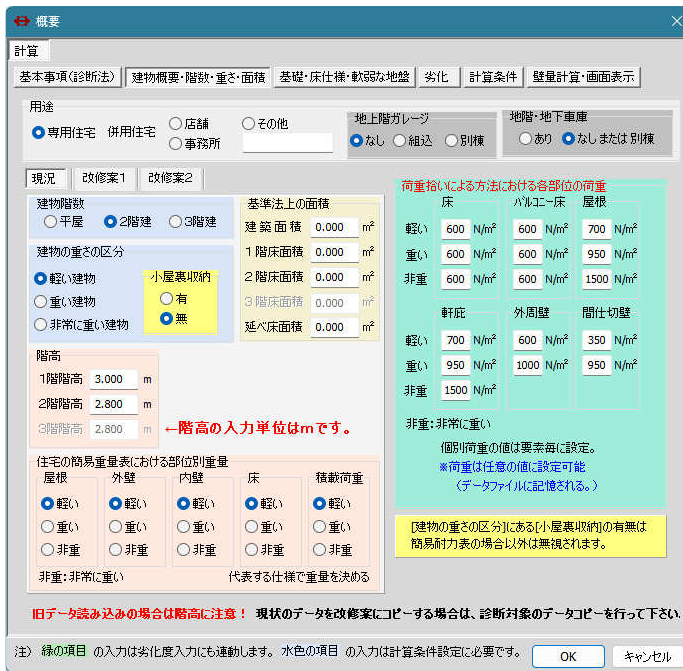 概要
計算
基本事項(診断法) 建物概要・階数・重さ・面積 基礎・床仕様・軟弱な地盤 劣化 計算条件 壁量計算・画面表示
用途
専用住宅 併用住宅 店舗 事務所 その他
地上階ガレージ
なし 組込 別棟
地階・地下車庫
あり なしまたは別棟
現況 改修案1 改修案2
建物階数
平屋 2階建 3階建
建物の重さの区分
軽い建物
重い建物
非常に重い建物
小屋裏収納
有
無
基準法上の面積
建築面積 0.000 m²
1階床面積 0.000 m²
2階床面積 0.000 m²
3階床面積 0.000 m²
延べ床面積 0.000 m²
階高
1階階高 3.000 m
2階階高 2.800 m
3階階高 2.800 m
←階高の入力単位はmです。
住宅の簡易重量表における部位別重量
屋根 外壁 内壁 床 積載荷重
軽い 軽い 軽い 軽い 軽い
重い 重い 重い 重い 重い
非重 非重 非重 非重 非重
非重:非常に重い 代表する仕様で重量を決める
荷重拾いによる方法における各部位の荷重
床 バルコニー床 屋根
軽い 600 N/m² 600 N/m² 700 N/m²
重い 600 N/m² 600 N/m² 950 N/m²
非重 600 N/m² 600 N/m² 1500 N/m²
軒庇 外周壁 間仕切壁
軽い 700 N/m² 600 N/m² 350 N/m²
重い 950 N/m² 1000 N/m² 950 N/m²
非重 1500 N/m²
非重:非常に重い
個別荷重の値は要素毎に設定。
※荷重は任意の値に設定可能
(データファイルに記憶される。)
[建物の重さの区分]にある[小屋裏収納]の有無は
簡易耐力表の場合以外は無視されます。
旧データ読み込みの場合は階高に注意! 現状のデータを改修案にコピーする場合は、診断対象のデータコピーを行って下さい。
注) 緑の項目 の入力は劣化度入力にも連動します。 水色の項目 の入力は計算条件設定に必要です。 OK キャンセル